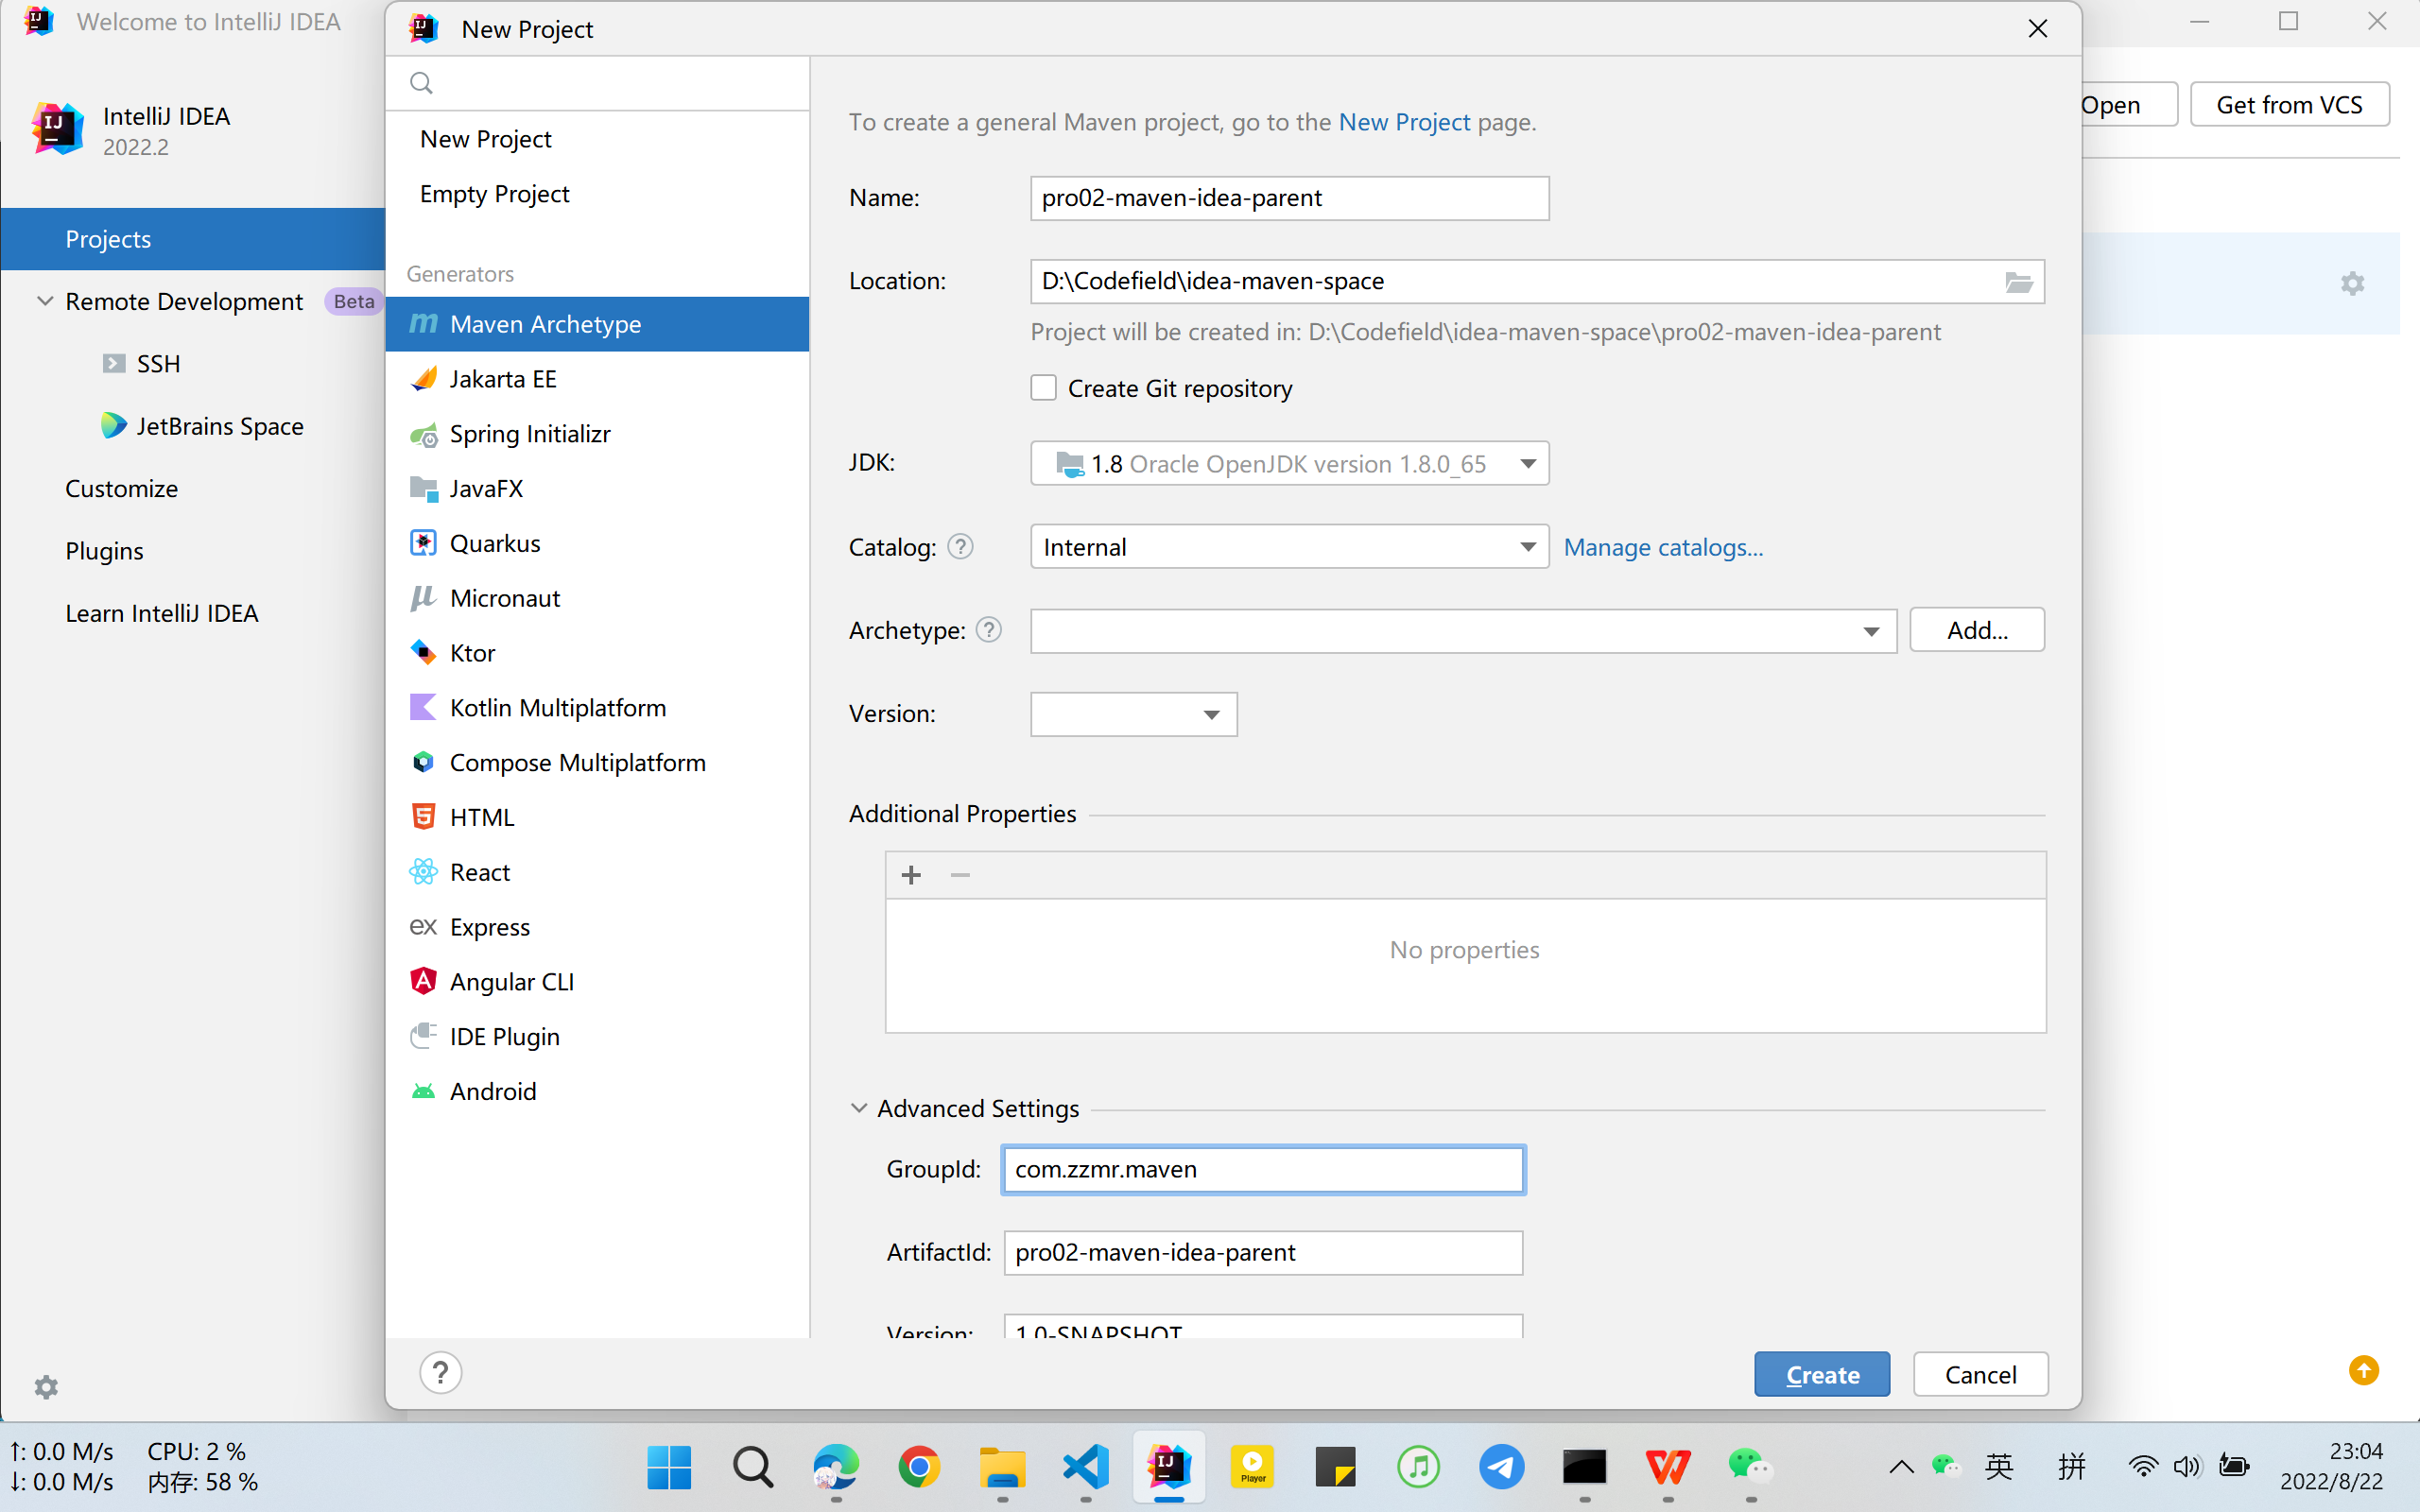 Welcome to IntelliJ IDEA
IntelliJ IDEA
2022.2
Projects
Remote Development Beta
SSH
JetBrains Space
Customize
Plugins
Learn IntelliJ IDEA
New Project
New Project
Empty Project
Generators
Maven Archetype
Jakarta EE
Spring Initializr
JavaFX
Quarkus
Micronaut
Ktor
Kotlin Multiplatform
Compose Multiplatform
HTML
React
Express
Angular CLI
IDE Plugin
Android
To create a general Maven project, go to the New Project page.
Name: pro02-maven-idea-parent
Location: D:\Codefield\idea-maven-space
Project will be created in: D:\Codefield\idea-maven-space\pro02-maven-idea-parent
Create Git repository
JDK: 1.8 Oracle OpenJDK version 1.8.0_65
Catalog: ? Internal Manage catalogs...
Archetype: ? Add...
Version:
Additional Properties
No properties
Advanced Settings
GroupId: com.zzmr.maven
ArtifactId: pro02-maven-idea-parent
Version: 1.0-SNAPSHOT
? Create Cancel
Open Get from VCS
↑: 0.0 M/s CPU: 2 %
↓: 0.0 M/s 内存: 58 %
Player
英 拼
23:04
2022/8/22